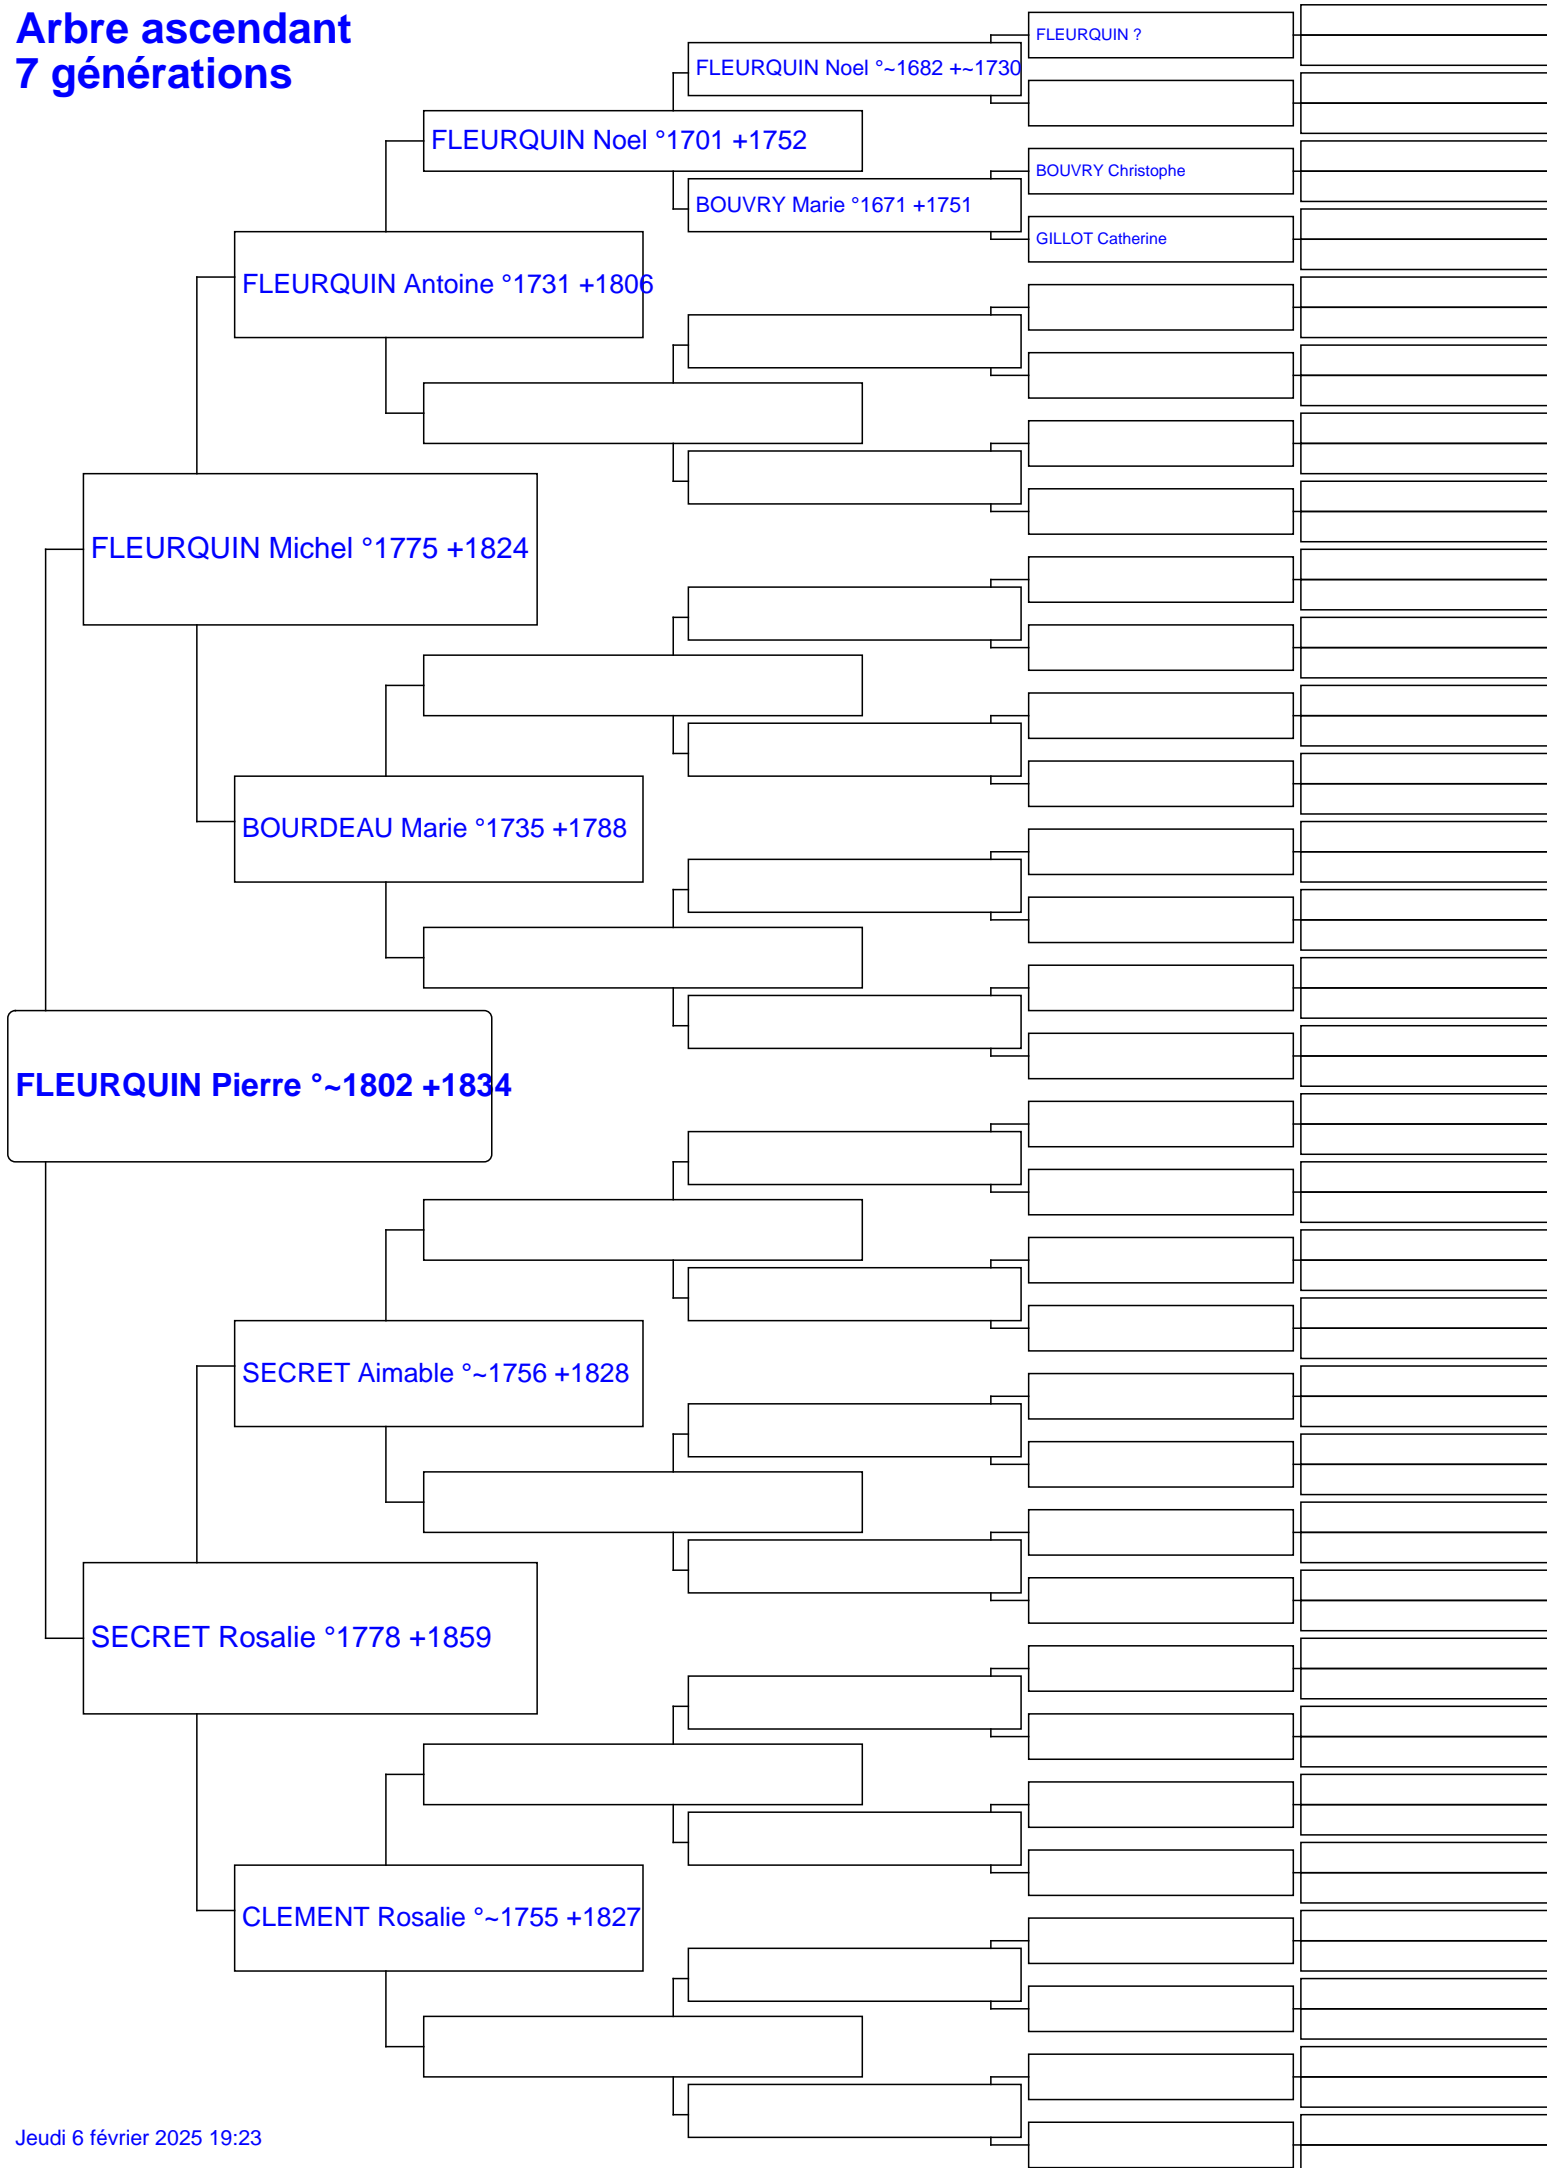 Arbre ascendant
7 générations
FLEURQUIN ?
FLEURQUIN Noel °~1682 +~1730
FLEURQUIN Noel °1701 +1752
BOUVRY Christophe
BOUVRY Marie °1671 +1751
GILLOT Catherine
FLEURQUIN Antoine °1731 +1806
FLEURQUIN Michel °1775 +1824
BOURDEAU Marie °1735 +1788
FLEURQUIN Pierre °~1802 +1834
SECRET Aimable °~1756 +1828
SECRET Rosalie °1778 +1859
CLEMENT Rosalie °~1755 +1827
Jeudi 6 février 2025 19:23